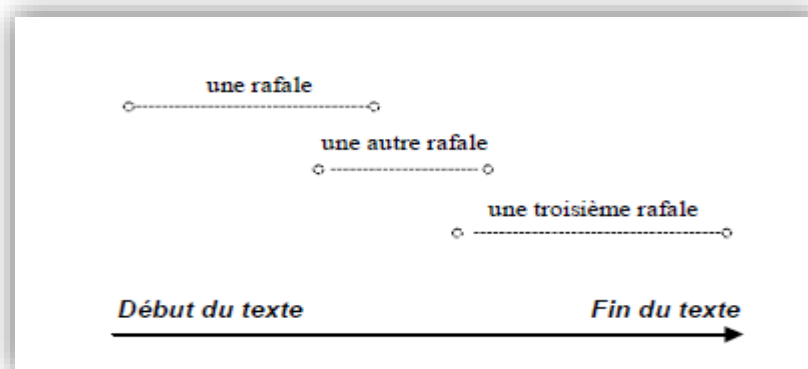 une rafale
une autre rafale
une troisième rafale
Début du texte Fin du texte